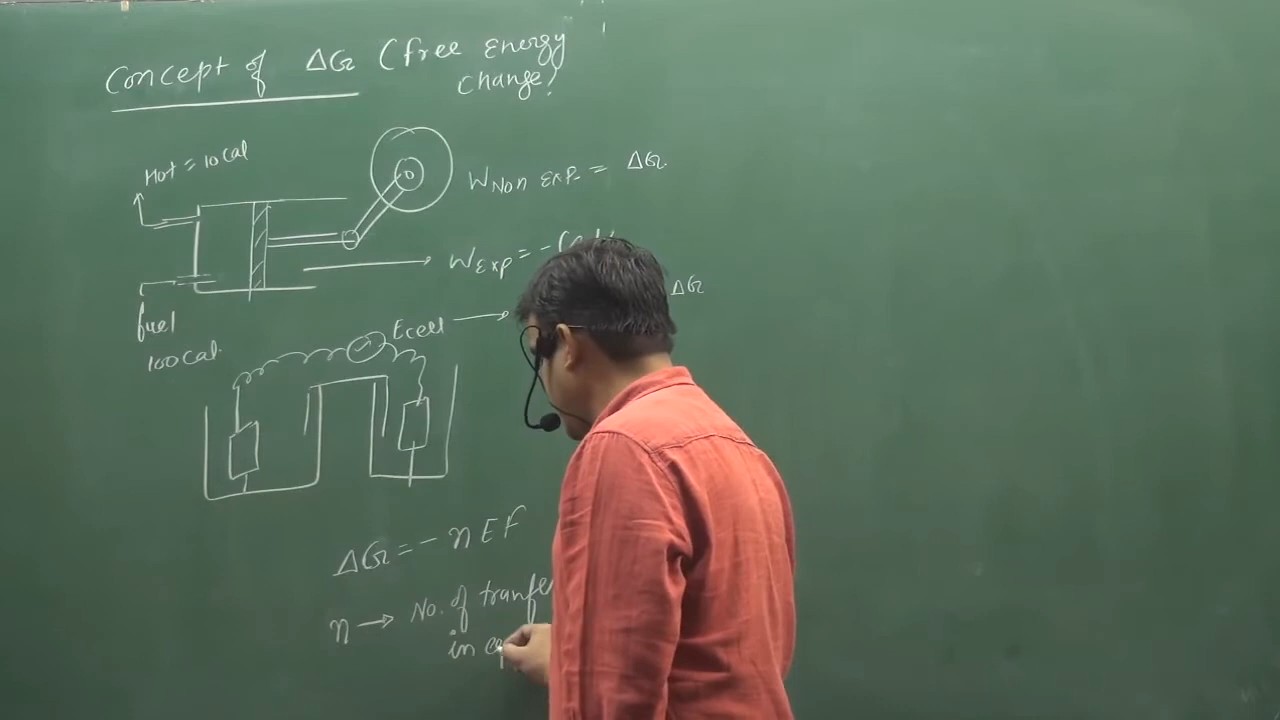 Concept of ΔG (free energy
change)
Hot = 10 Cal
W Non Exp. = ΔG.
W Exp = -
fuel
100 Cal.
Ecell → ΔG
ΔG = - n E F
n → No. of tranfe
in